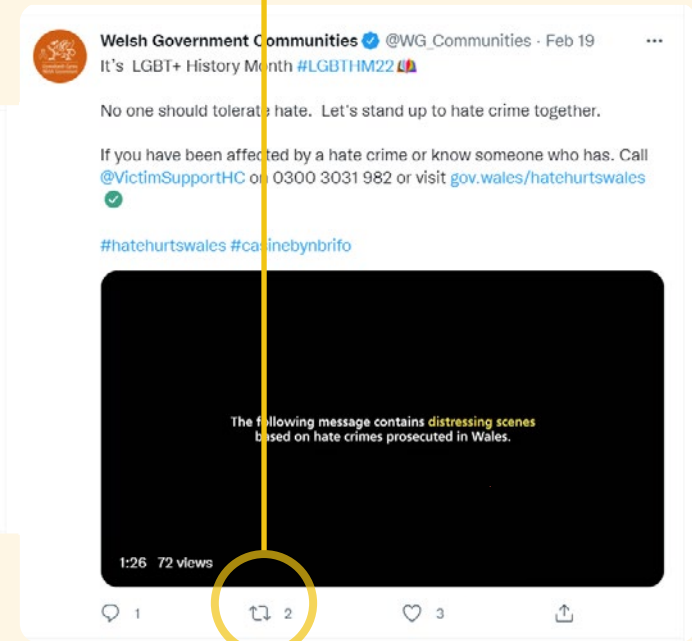 Welsh Government Communities @WG_Communities · Feb 19 ...
It's LGBT+ History Month #LGBTHM22
No one should tolerate hate. Let's stand up to hate crime together.
If you have been affected by a hate crime or know someone who has. Call
@VictimSupportHC on 0300 3031 982 or visit gov.wales/hatehurtswales
#hatehurtswales #casinebynbrifo
The following message contains distressing scenes
based on hate crimes prosecuted in Wales.
1:26 72 views
1 2 3